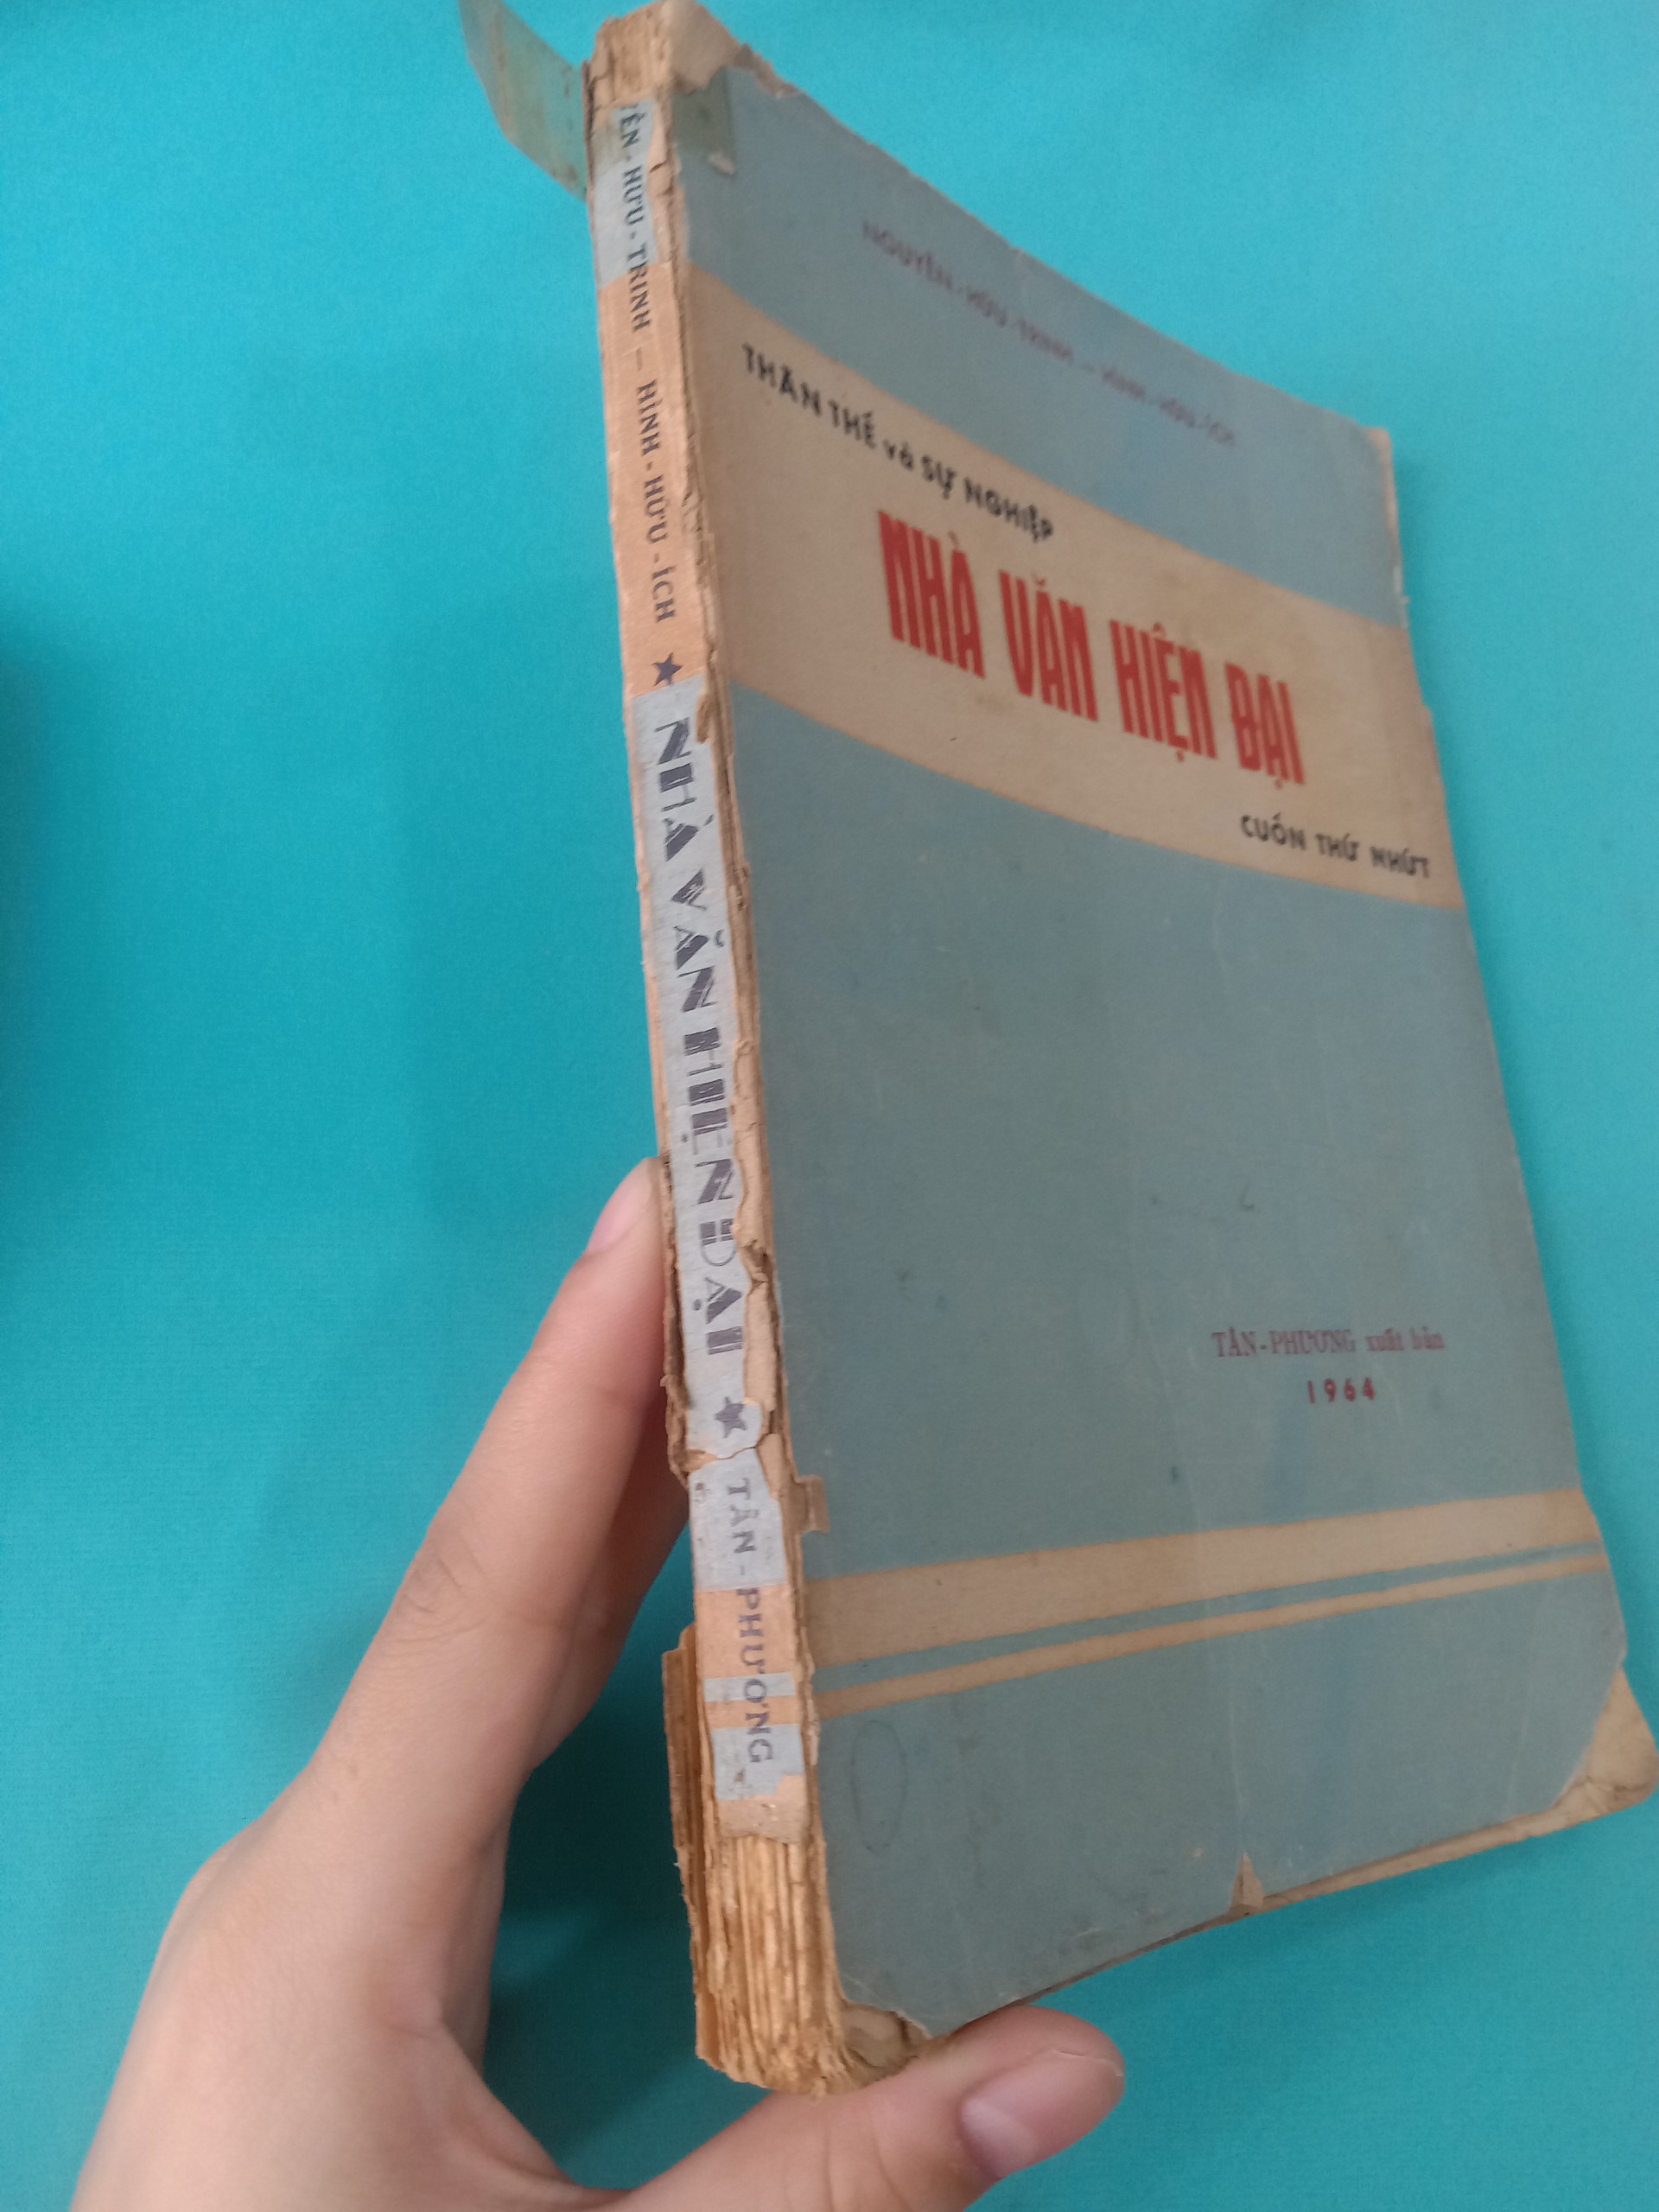 NGUYỄN-HỮU-TRINH — HÌNH-HỮU-ÍCH
THÂN THẾ và SỰ NGHIỆP
NHÀ VĂN HIỆN ĐẠI
CUỐN THỨ NHỨT
TÂN-PHƯƠNG xuất bản
1964
ỄN-HỮU-TRINH — HÌNH-HỮU-ÍCH ★ NHÀ VĂN HIỆN ĐẠI ★ TÂN-PHƯƠNG